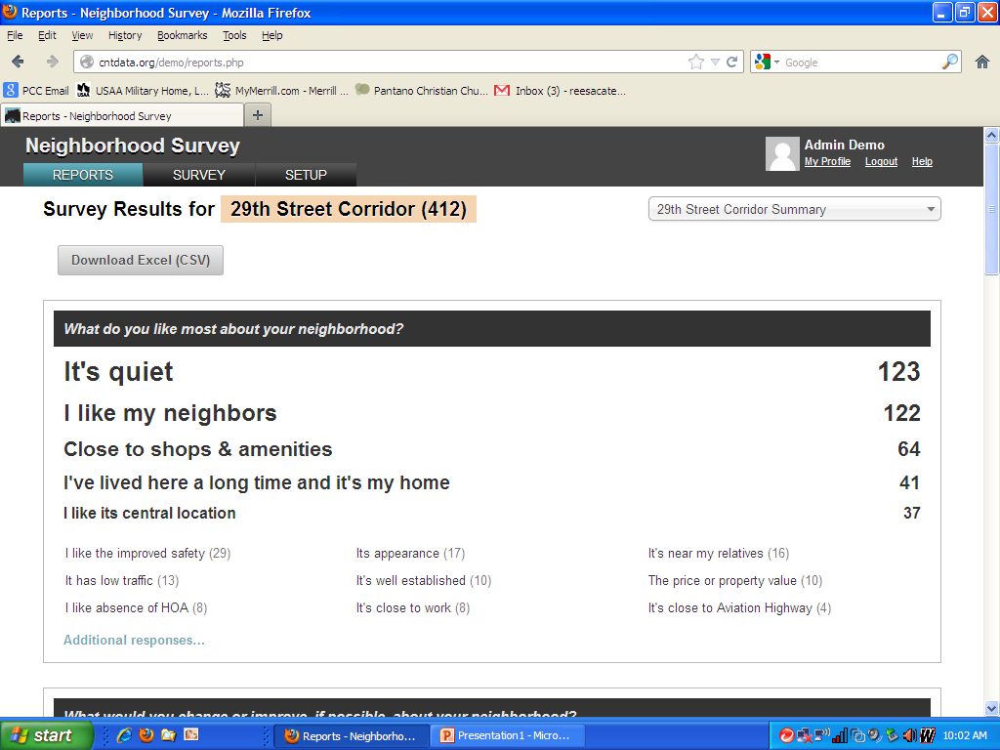 Reports - Neighborhood Survey - Mozilla Firefox
File Edit View History Bookmarks Tools Help
cntdata.org/demo/reports.php Google
PCC Email USAA Military Home, L... MyMerrill.com - Merrill ... Pantano Christian Chu... Inbox (3) - reesacate...
Reports - Neighborhood Survey
Neighborhood Survey
Admin Demo
My Profile Logout Help
REPORTS SURVEY SETUP
Survey Results for 29th Street Corridor (412)
29th Street Corridor Summary
Download Excel (CSV)
What do you like most about your neighborhood?
It's quiet 123
I like my neighbors 122
Close to shops & amenities 64
I've lived here a long time and it's my home 41
I like its central location 37
I like the improved safety (29) Its appearance (17) It's near my relatives (16)
It has low traffic (13) It's well established (10) The price or property value (10)
I like absence of HOA (8) It's close to work (8) It's close to Aviation Highway (4)
Additional responses...
What would you change or improve, if possible, about your neighborhood?
start Reports - Neighborho... Presentation1 - Micro... 10:02 AM